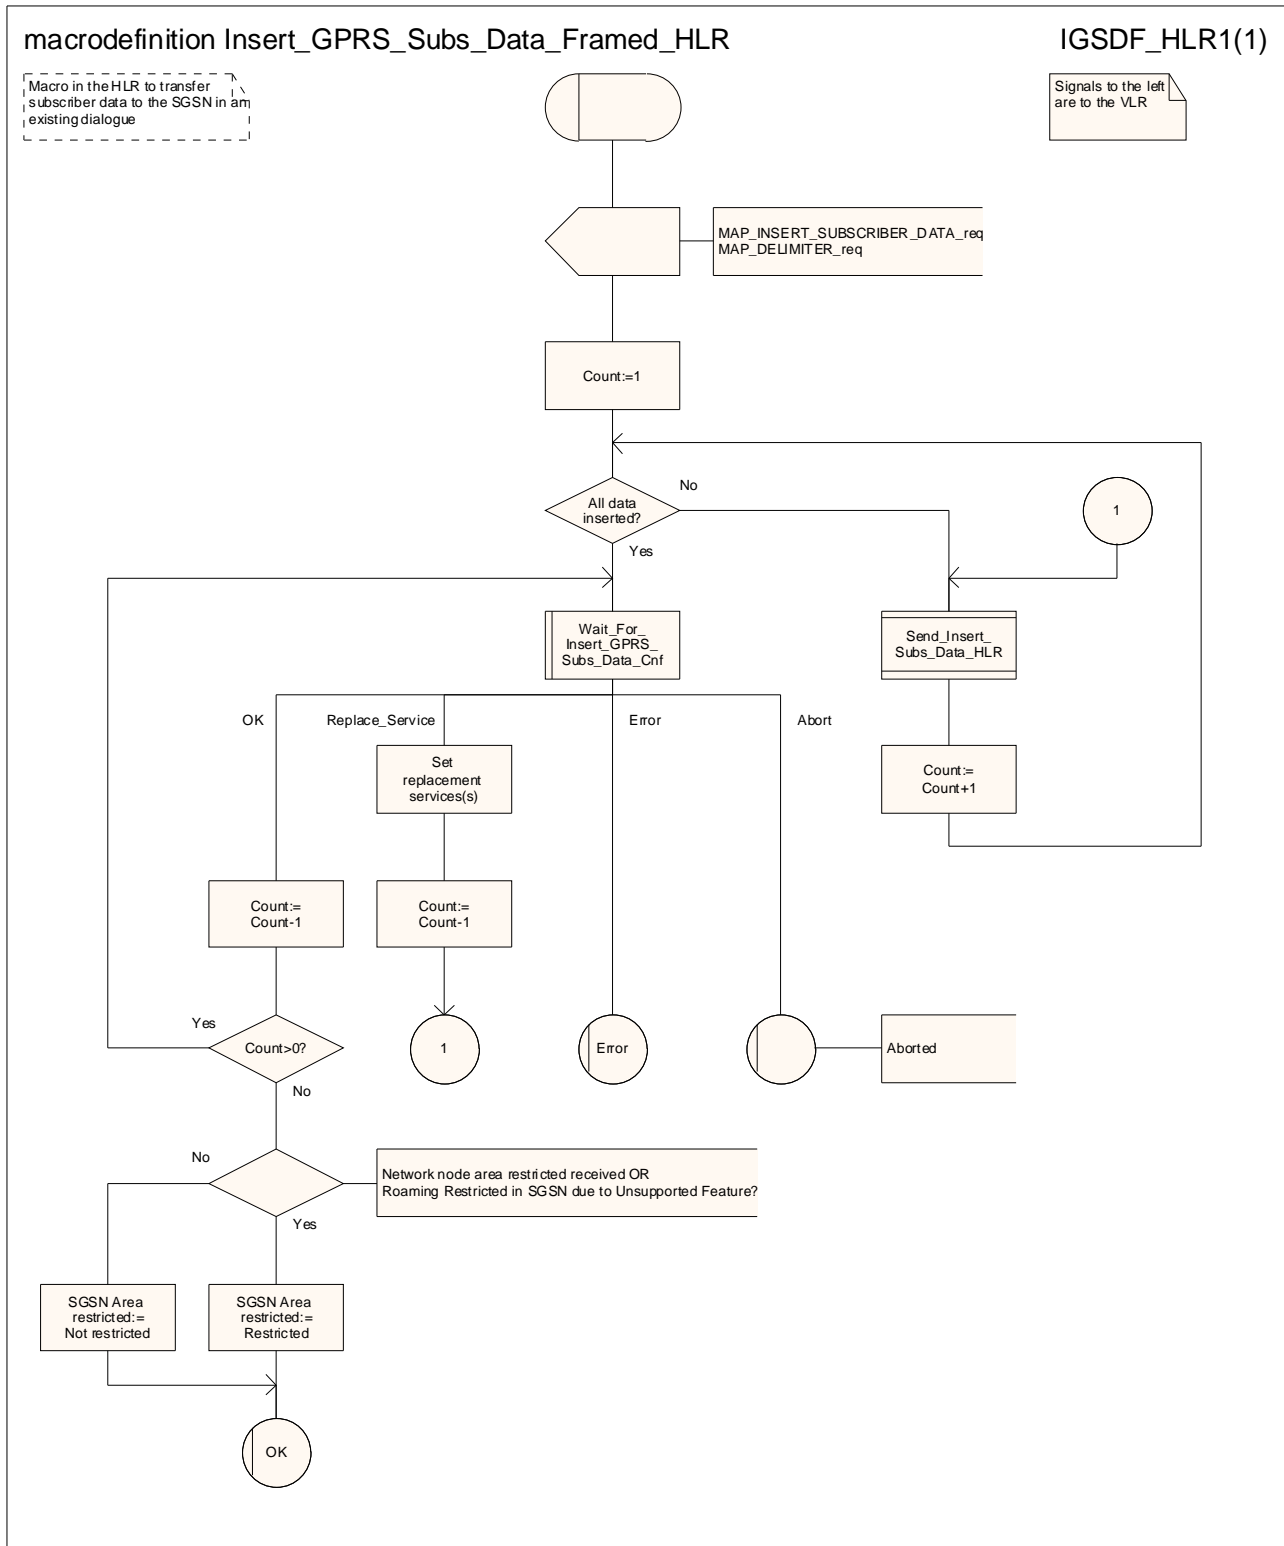 macrodefinition Insert_GPRS_Subs_Data_Framed_HLR
IGSDF_HLR1(1)
Macro in the HLR to transfer
subscriber data to the SGSN in an
existing dialogue
Signals to the left
are to the VLR
MAP_INSERT_SUBSCRIBER_DATA_req
MAP_DELIMITER_req
Count:=1
No
All data
inserted?
1
Yes
Wait_For_
Insert_GPRS_
Subs_Data_Cnf
Send_Insert_
Subs_Data_HLR
OK
Replace_Service
Error
Abort
Set
replacement
services(s)
Count:=
Count+1
Count:=
Count-1
Count:=
Count-1
Yes
Count>0?
1
Error
Aborted
No
No
Network node area restricted received OR
Roaming Restricted in SGSN due to Unsupported Feature?
Yes
SGSN Area
restricted:=
Not restricted
SGSN Area
restricted:=
Restricted
OK